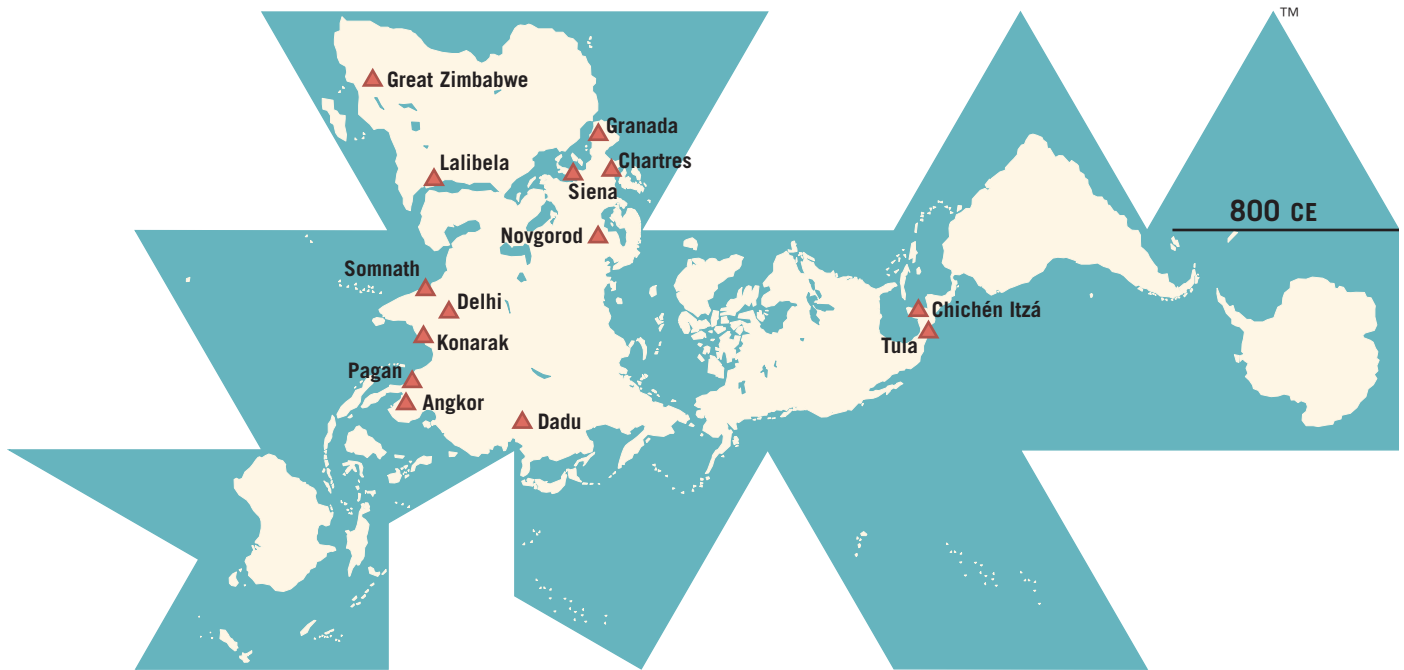 TM
Great Zimbabwe
Granada
Lalibela
Chartres
Siena
800 CE
Novgorod
Somnath
Delhi
Chichén Itzá
Konarak
Tula
Pagan
Angkor
Dadu